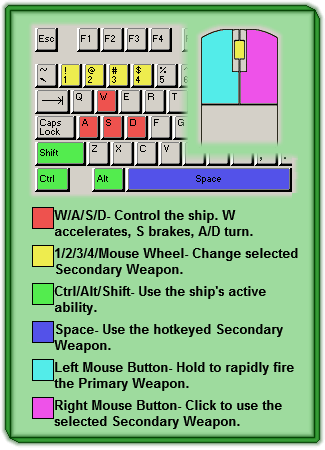 Esc F1 F2 F3 F4
~ ` ! 1 @ 2 # 3 $ 4 % 5
Q W E R T
Caps Lock A S D F G
Shift Z X C V , .
Ctrl Alt Space
W/A/S/D- Control the ship. W
accelerates, S brakes, A/D turn.
1/2/3/4/Mouse Wheel- Change selected
Secondary Weapon.
Ctrl/Alt/Shift- Use the ship's active
ability.
Space- Use the hotkeyed Secondary
Weapon.
Left Mouse Button- Hold to rapidly fire
the Primary Weapon.
Right Mouse Button- Click to use the
selected Secondary Weapon.